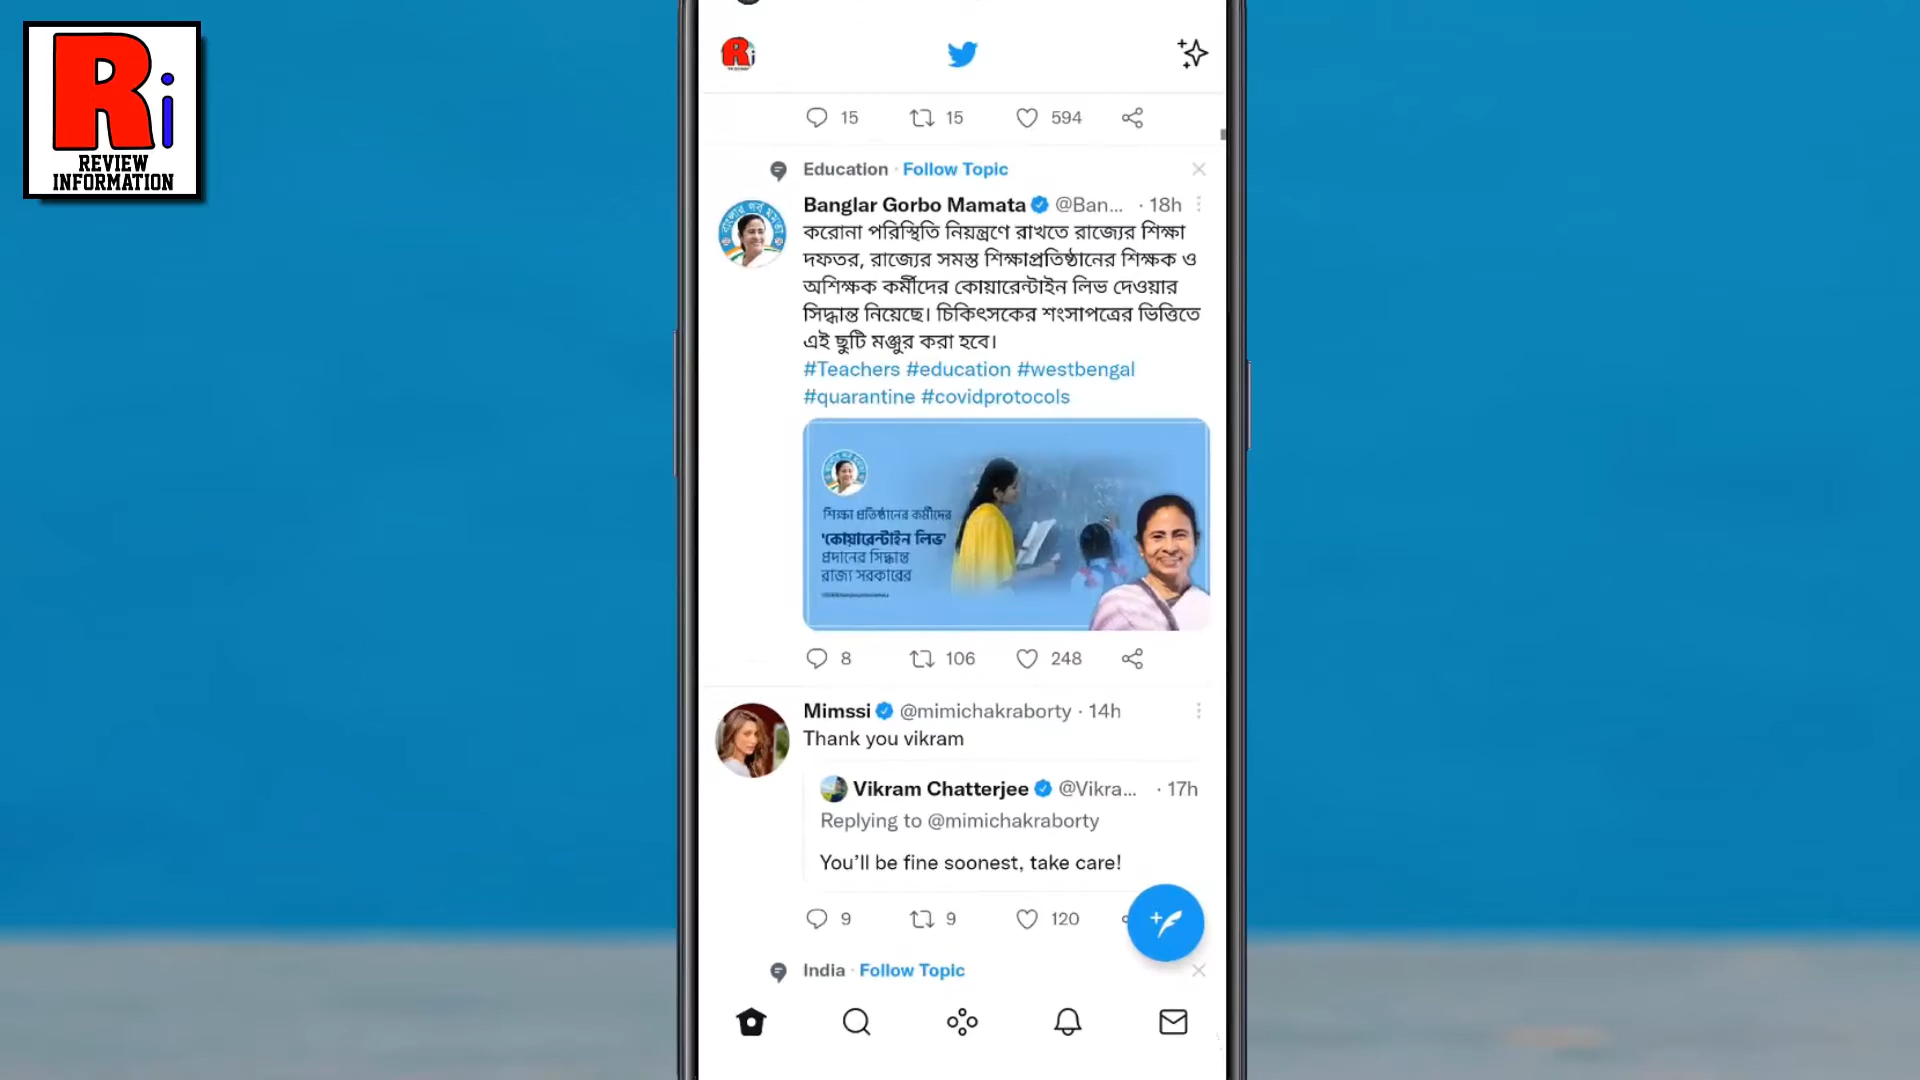 Ri
REVIEW
INFORMATION
15 15 594
Education · Follow Topic
Banglar Gorbo Mamata @Ban... · 18h
করোনা পরিস্থিতি নিয়ন্ত্রণে রাখতে রাজ্যের শিক্ষা
দফতর, রাজ্যের সমস্ত শিক্ষাপ্রতিষ্ঠানের শিক্ষক ও
অশিক্ষক কর্মীদের কোয়ারেন্টাইন লিভ দেওয়ার
সিদ্ধান্ত নিয়েছে। চিকিৎসকের শংসাপত্রের ভিত্তিতে
এই ছুটি মঞ্জুর করা হবে।
#Teachers #education #westbengal
#quarantine #covidprotocols
শিক্ষা প্রতিষ্ঠানের কর্মীদের
'কোয়ারেন্টাইন লিভ'
প্রদানের সিদ্ধান্ত
রাজ্য সরকারের
8 106 248
Mimssi @mimichakraborty · 14h
Thank you vikram
Vikram Chatterjee @Vikra... · 17h
Replying to @mimichakraborty
You'll be fine soonest, take care!
9 9 120
India · Follow Topic